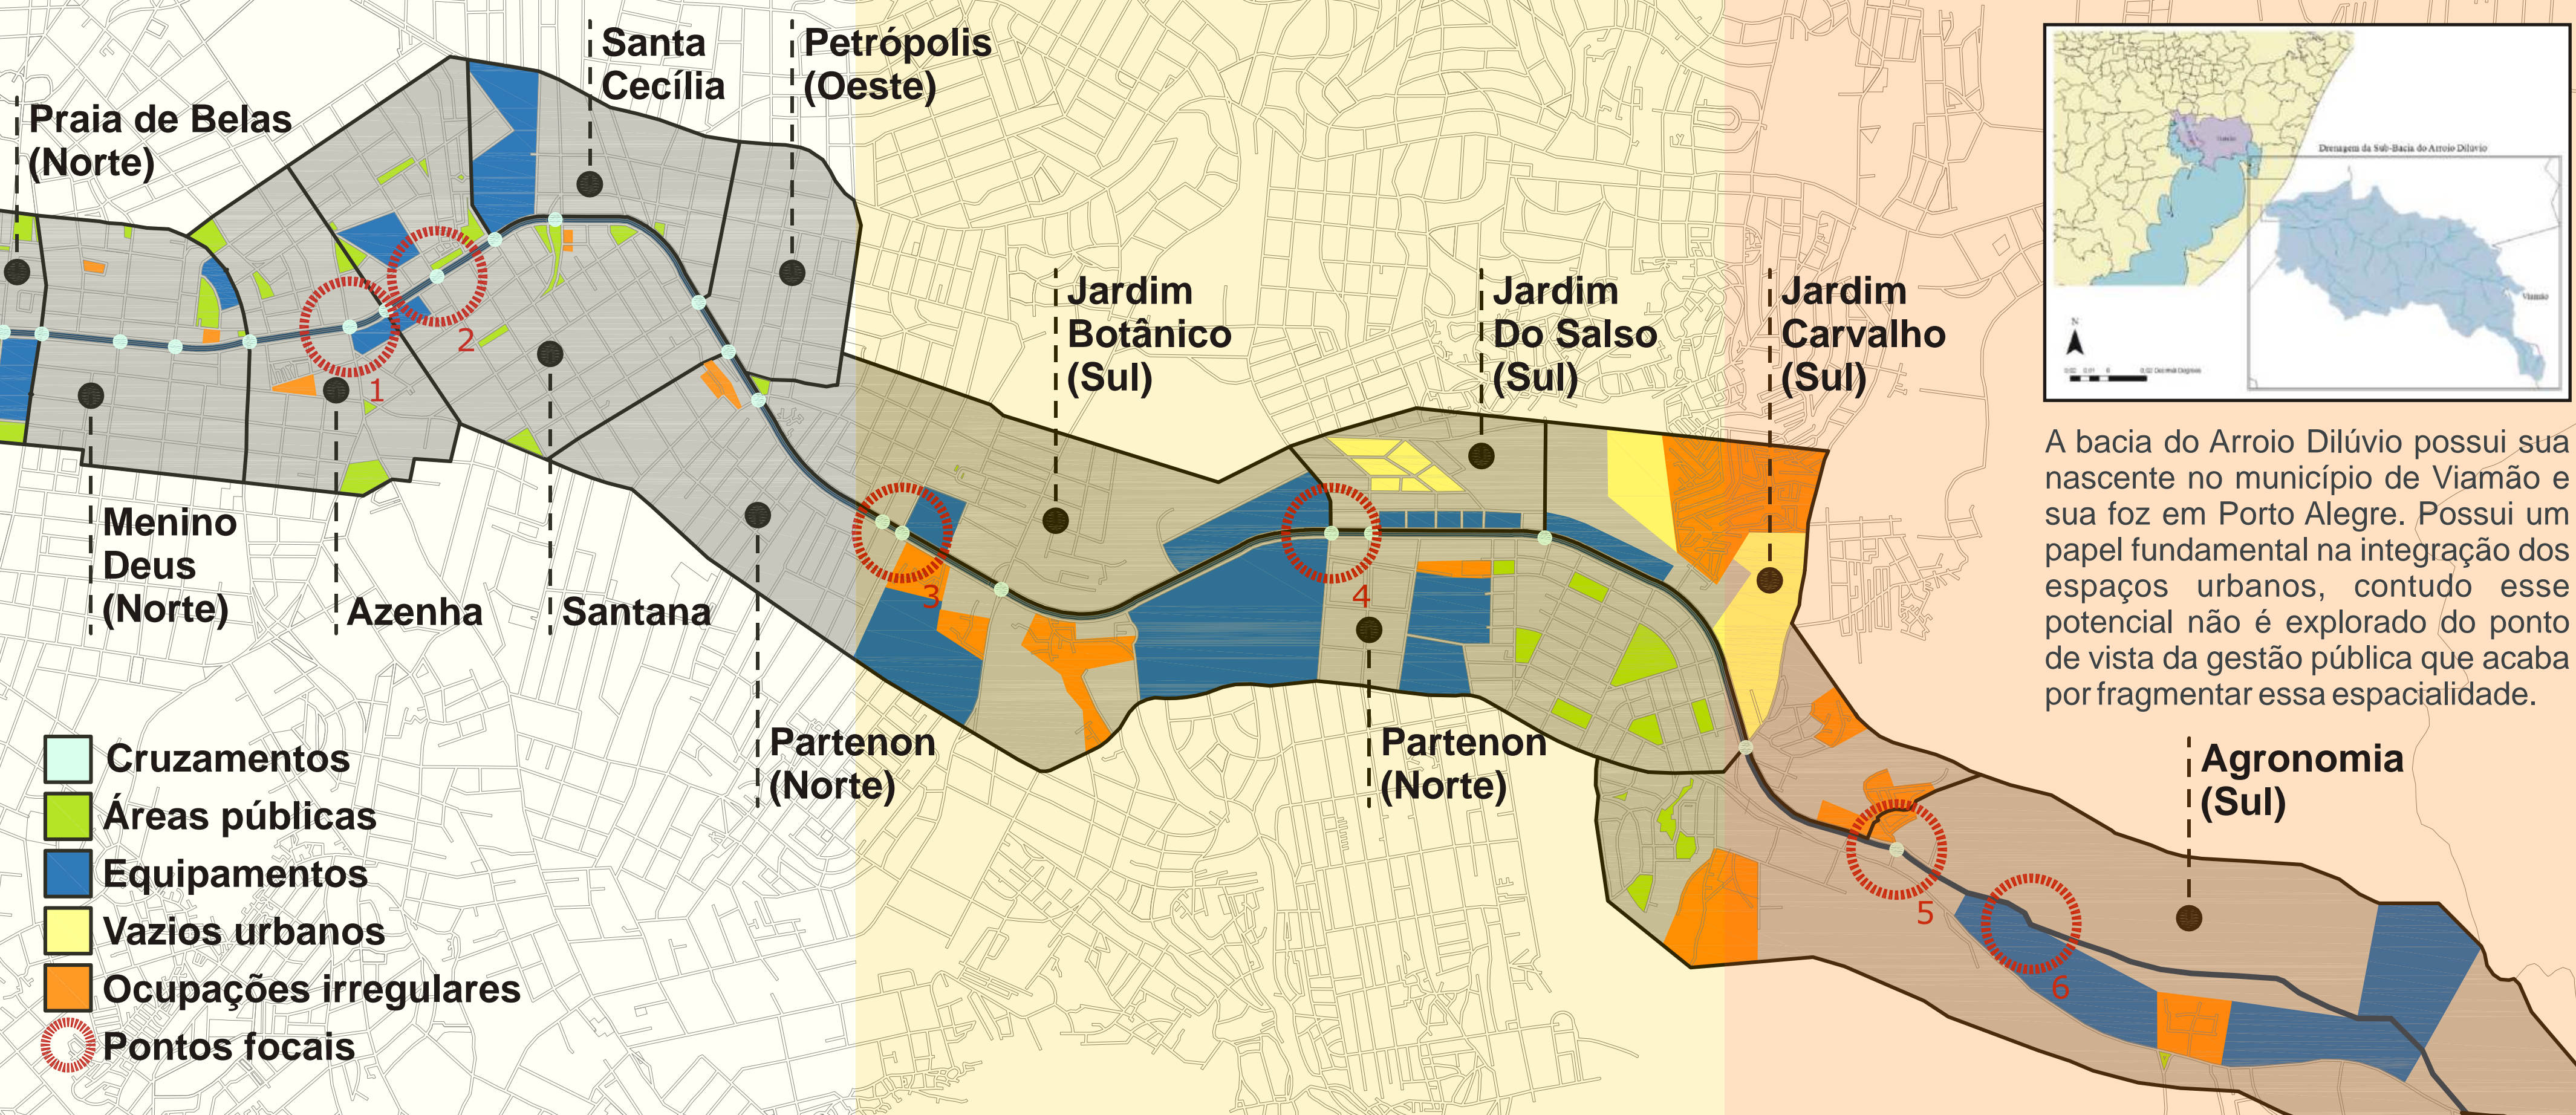 Santa
Cecília
Petrópolis
(Oeste)
Praia de Belas
(Norte)
Jardim
Botânico
(Sul)
Jardim
Do Salso
(Sul)
Jardim
Carvalho
(Sul)
Menino
Deus
(Norte)
Azenha
Santana
Partenon
(Norte)
Partenon
(Norte)
Agronomia
(Sul)
1
2
3
4
5
6
Drenagem da Sub-Bacia do Arroio Dilúvio
Viamão
Viamão
N
A bacia do Arroio Dilúvio possui sua
nascente no município de Viamão e
sua foz em Porto Alegre. Possui um
papel fundamental na integração dos
espaços urbanos, contudo esse
potencial não é explorado do ponto
de vista da gestão pública que acaba
por fragmentar essa espacialidade.
Cruzamentos
Áreas públicas
Equipamentos
Vazios urbanos
Ocupações irregulares
Pontos focais